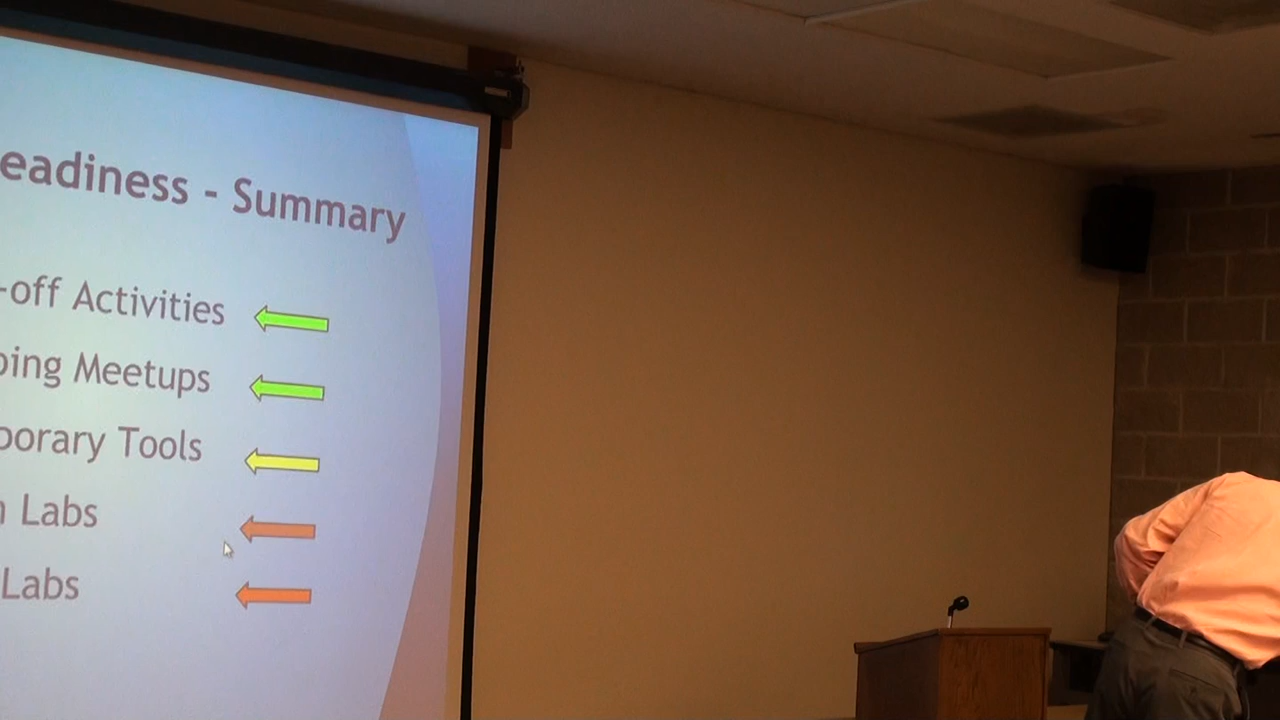 eadiness - Summary
-off Activities
ping Meetups
porary Tools
Labs
Labs